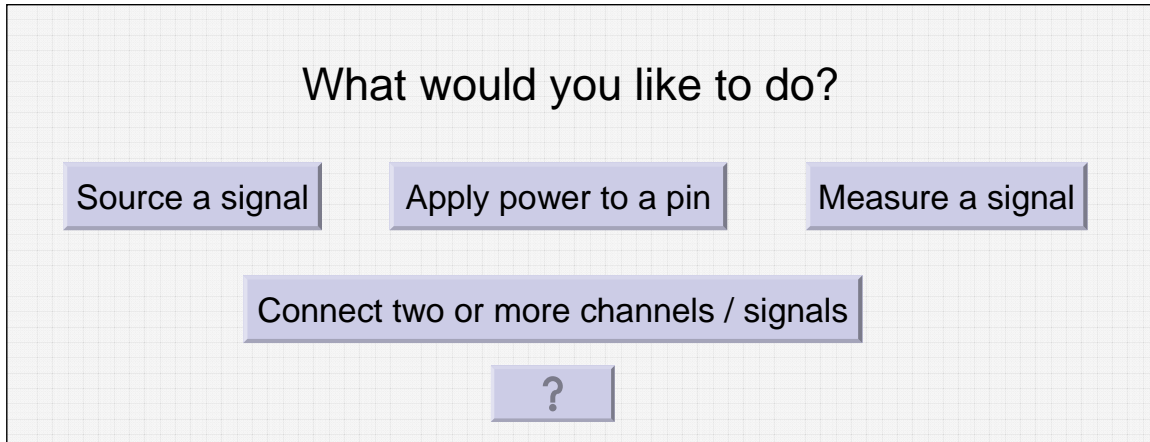 What would you like to do?
Source a signal
Apply power to a pin
Measure a signal
Connect two or more channels / signals
?